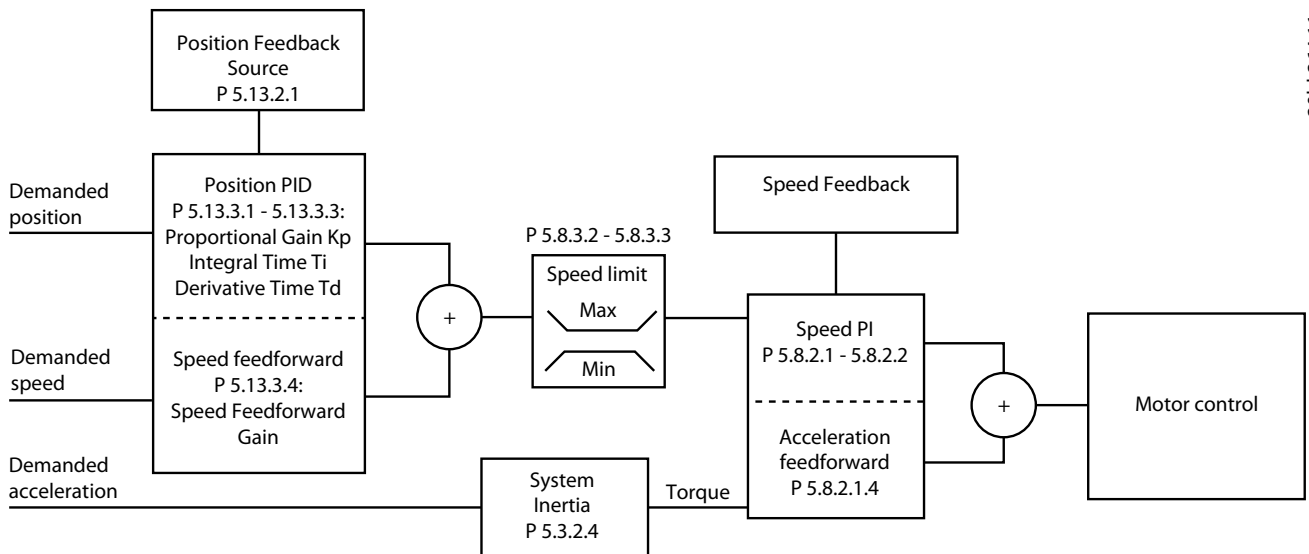 Position Feedback
Source
P 5.13.2.1
Demanded
position
Position PID
P 5.13.3.1 - 5.13.3.3:
Proportional Gain Kp
Integral Time Ti
Derivative Time Td
Demanded
speed
Speed feedforward
P 5.13.3.4:
Speed Feedforward
Gain
+
P 5.8.3.2 - 5.8.3.3
Speed limit
Max
Min
Speed Feedback
Speed PI
P 5.8.2.1 - 5.8.2.2
Acceleration
feedforward
P 5.8.2.1.4
+
Motor control
Demanded
acceleration
System
Inertia
P 5.3.2.4
Torque